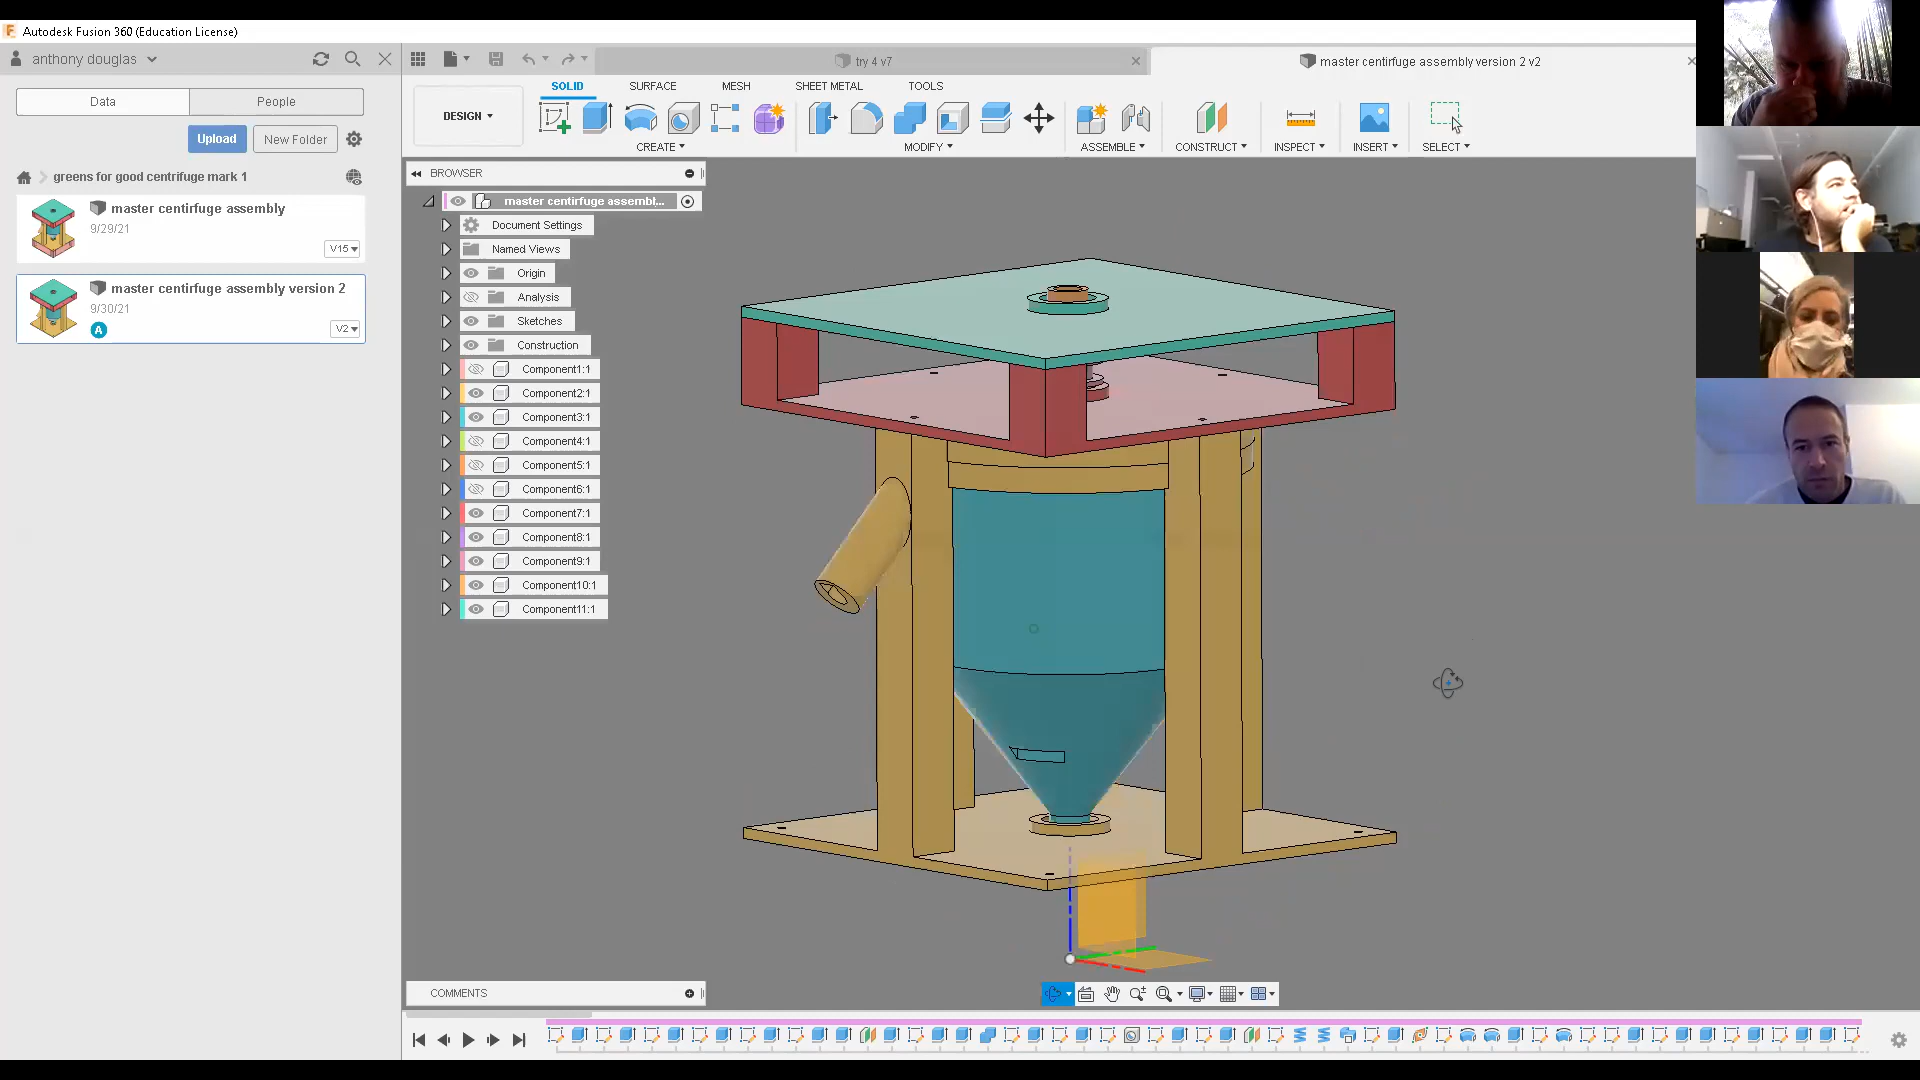 Autodesk Fusion 360 (Education License)
anthony douglas
try 4 v7
master centirfuge assembly version 2 v2
Data
People
SOLID
SURFACE
MESH
SHEET METAL
TOOLS
DESIGN
Upload
New Folder
CREATE
MODIFY
ASSEMBLE
CONSTRUCT
INSPECT
INSERT
SELECT
greens for good centrifuge mark 1
BROWSER
master centirfuge assembly
9/29/21
V15
master centirfuge assembly version 2
9/30/21
A
V2
master centirfuge assembl...
Document Settings
Named Views
Origin
Analysis
Sketches
Construction
Component1:1
Component2:1
Component3:1
Component4:1
Component5:1
Component6:1
Component7:1
Component8:1
Component9:1
Component10:1
Component11:1
COMMENTS